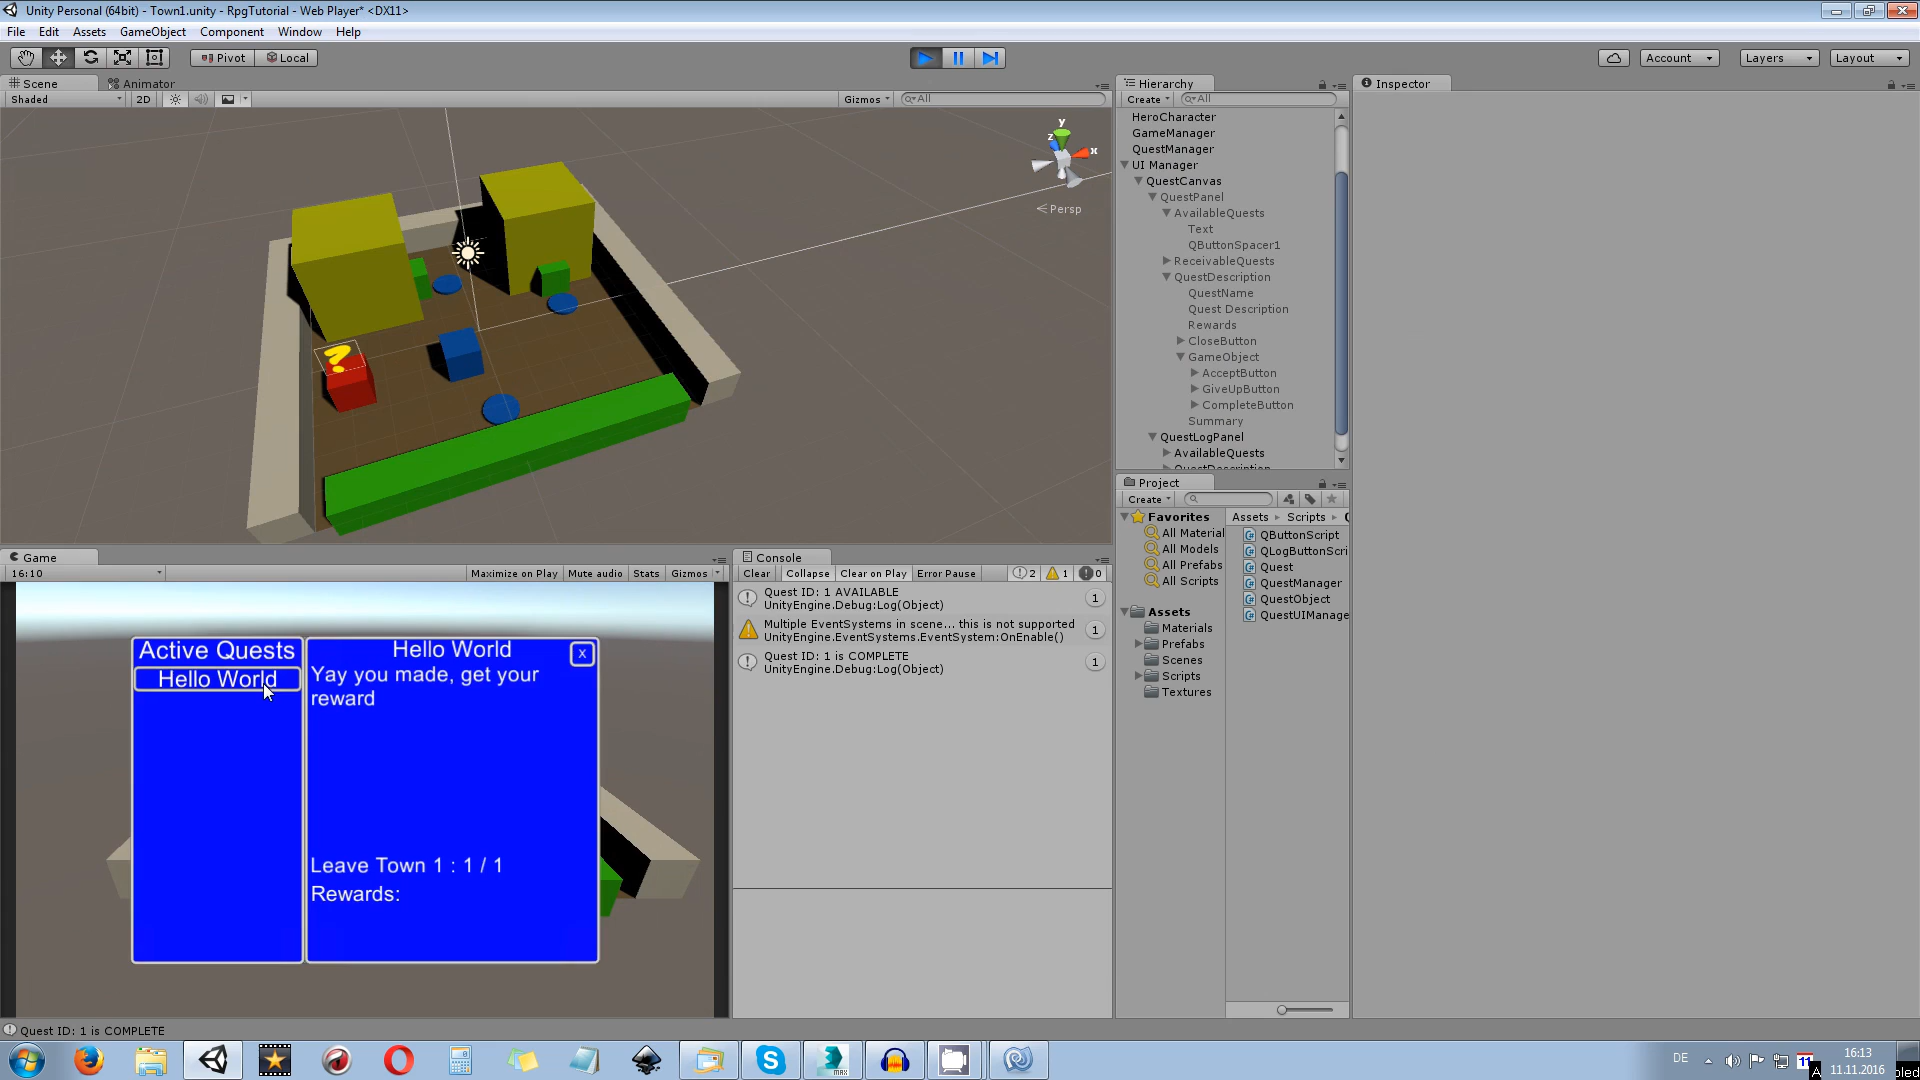 Unity Personal (64bit) - Town1.unity - RpgTutorial - Web Player* <DX11>
File Edit Assets GameObject Component Window Help
Pivot Local Account Layers Layout
Scene Animator
Shaded 2D Gizmos All
y
z x
Persp
Hierarchy
Create All
HeroCharacter
GameManager
QuestManager
UI Manager
QuestCanvas
QuestPanel
AvailableQuests
Text
QButtonSpacer1
ReceivableQuests
QuestDescription
QuestName
Quest Description
Rewards
CloseButton
GameObject
AcceptButton
GiveUpButton
CompleteButton
Summary
QuestLogPanel
AvailableQuests
QuestDescription
Inspector
Project
Create
Favorites
All Material
All Models
All Prefabs
All Scripts
Assets
Materials
Prefabs
Scenes
Scripts
Textures
Assets Scripts
QButtonScript
QLogButtonScri
Quest
QuestManager
QuestObject
QuestUIManage
Game
16:10 Maximize on Play Mute audio Stats Gizmos
Active Quests
Hello World
Hello World
x
Yay you made, get your
reward
Leave Town 1 : 1 / 1
Rewards:
Console
Clear Collapse Clear on Play Error Pause 2 1 0
Quest ID: 1 AVAILABLE
UnityEngine.Debug:Log(Object)
1
Multiple EventSystems in scene... this is not supported
UnityEngine.EventSystems.EventSystem:OnEnable()
1
Quest ID: 1 is COMPLETE
UnityEngine.Debug:Log(Object)
1
Quest ID: 1 is COMPLETE
MAX
DE
11
16:13
11.11.2016